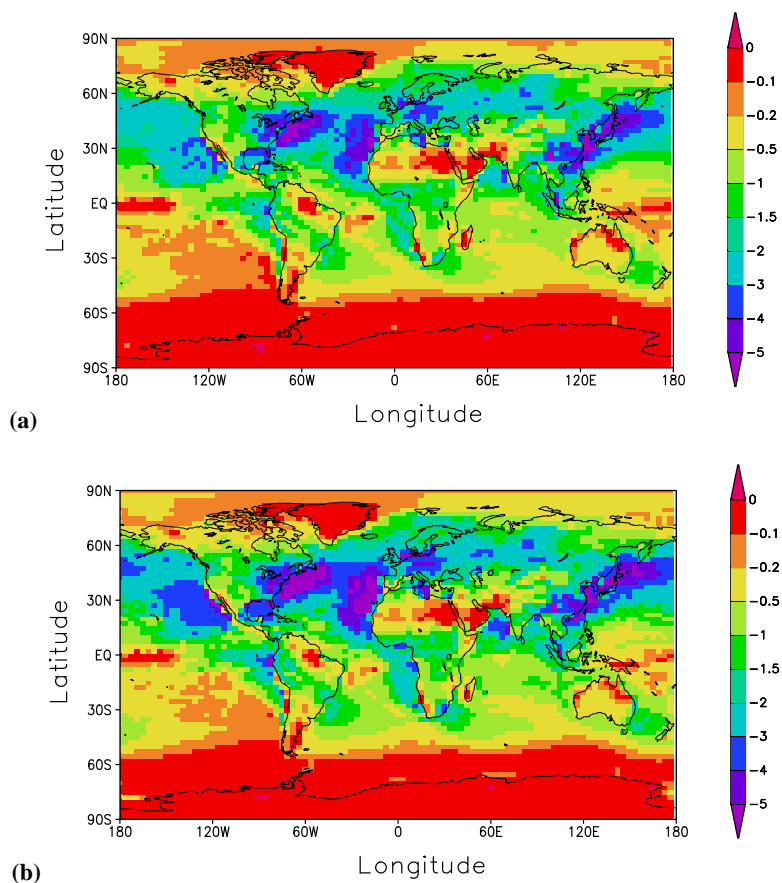 90N
60N
30N
EQ
30S
60S
90S
Latitude
180 120W 60W 0 60E 120E 180
Longitude
0
-0.1
-0.2
-0.5
-1
-1.5
-2
-3
-4
-5
(a)
90N
60N
30N
EQ
30S
60S
90S
Latitude
180 120W 60W 0 60E 120E 180
Longitude
0
-0.1
-0.2
-0.5
-1
-1.5
-2
-3
-4
-5
(b)